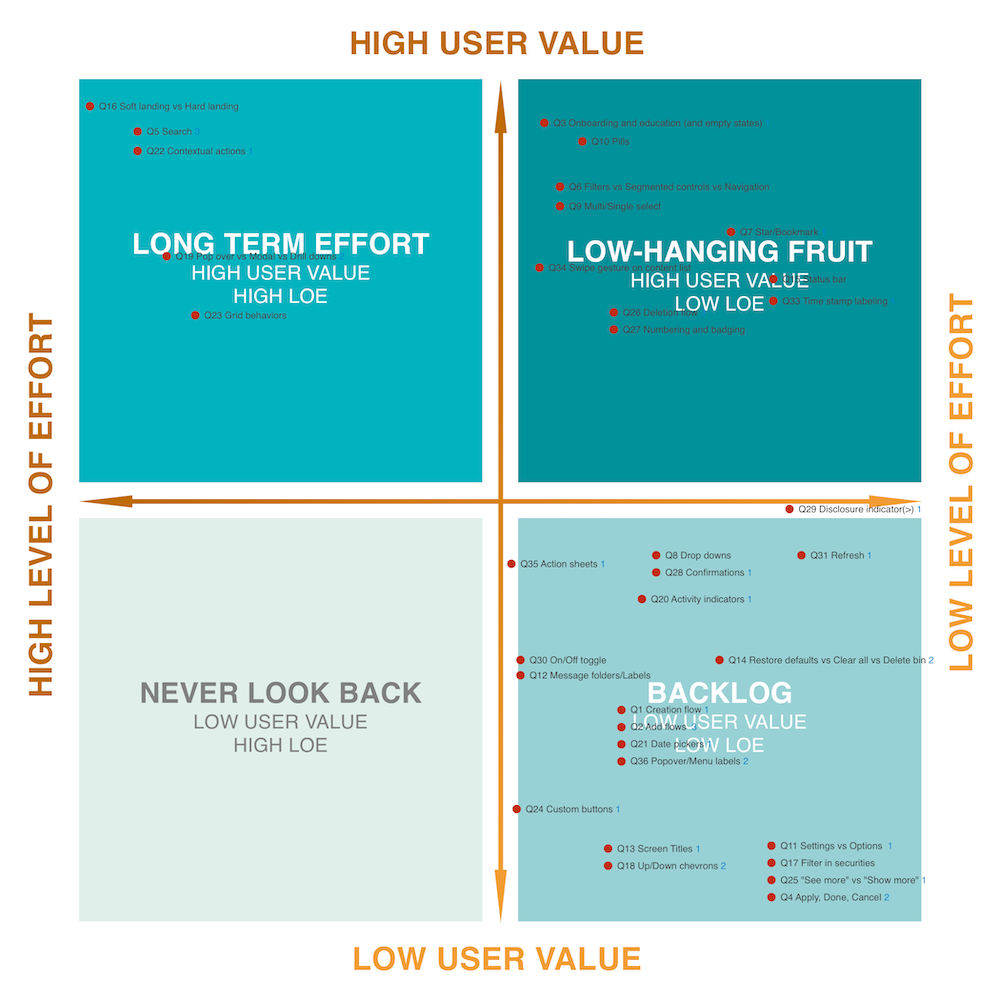 HIGH USER VALUE
HIGH LEVEL OF EFFORT
LOW LEVEL OF EFFORT
Q16 Soft landing vs Hard landing
Q5 Search 3
Q22 Contextual actions 1
LONG TERM EFFORT
Q19 Pop over vs Modal vs Drill downs 2
HIGH USER VALUE
HIGH LOE
Q23 Grid behaviors
Q3 Onboarding and education (and empty states)
Q10 Pills
Q6 Filters vs Segmented controls vs Navigation
Q9 Multi/Single select
Q7 Star/Bookmark
LOW-HANGING FRUIT
Q34 Swipe gesture on content list
HIGH USER VALUE
Status bar
LOW LOE
Q33 Time stamp labeling
Q26 Deletion flow
Q27 Numbering and badging
Q29 Disclosure indicator(>) 1
Q35 Action sheets 1
Q8 Drop downs
Q31 Refresh 1
Q28 Confirmations 1
Q20 Activity indicators 1
Q30 On/Off toggle
Q14 Restore defaults vs Clear all vs Delete bin 2
Q12 Message folders/Labels
NEVER LOOK BACK
LOW USER VALUE
HIGH LOE
BACKLOG
Q1 Creation flow 1
LOW USER VALUE
Q2 Add flows 3
Q21 Date pickers
LOW LOE
Q36 Popover/Menu labels 2
Q24 Custom buttons 1
Q13 Screen Titles 1
Q18 Up/Down chevrons 2
Q11 Settings vs Options 1
Q17 Filter in securities
Q25 "See more" vs "Show more" 1
Q4 Apply, Done, Cancel 2
LOW USER VALUE